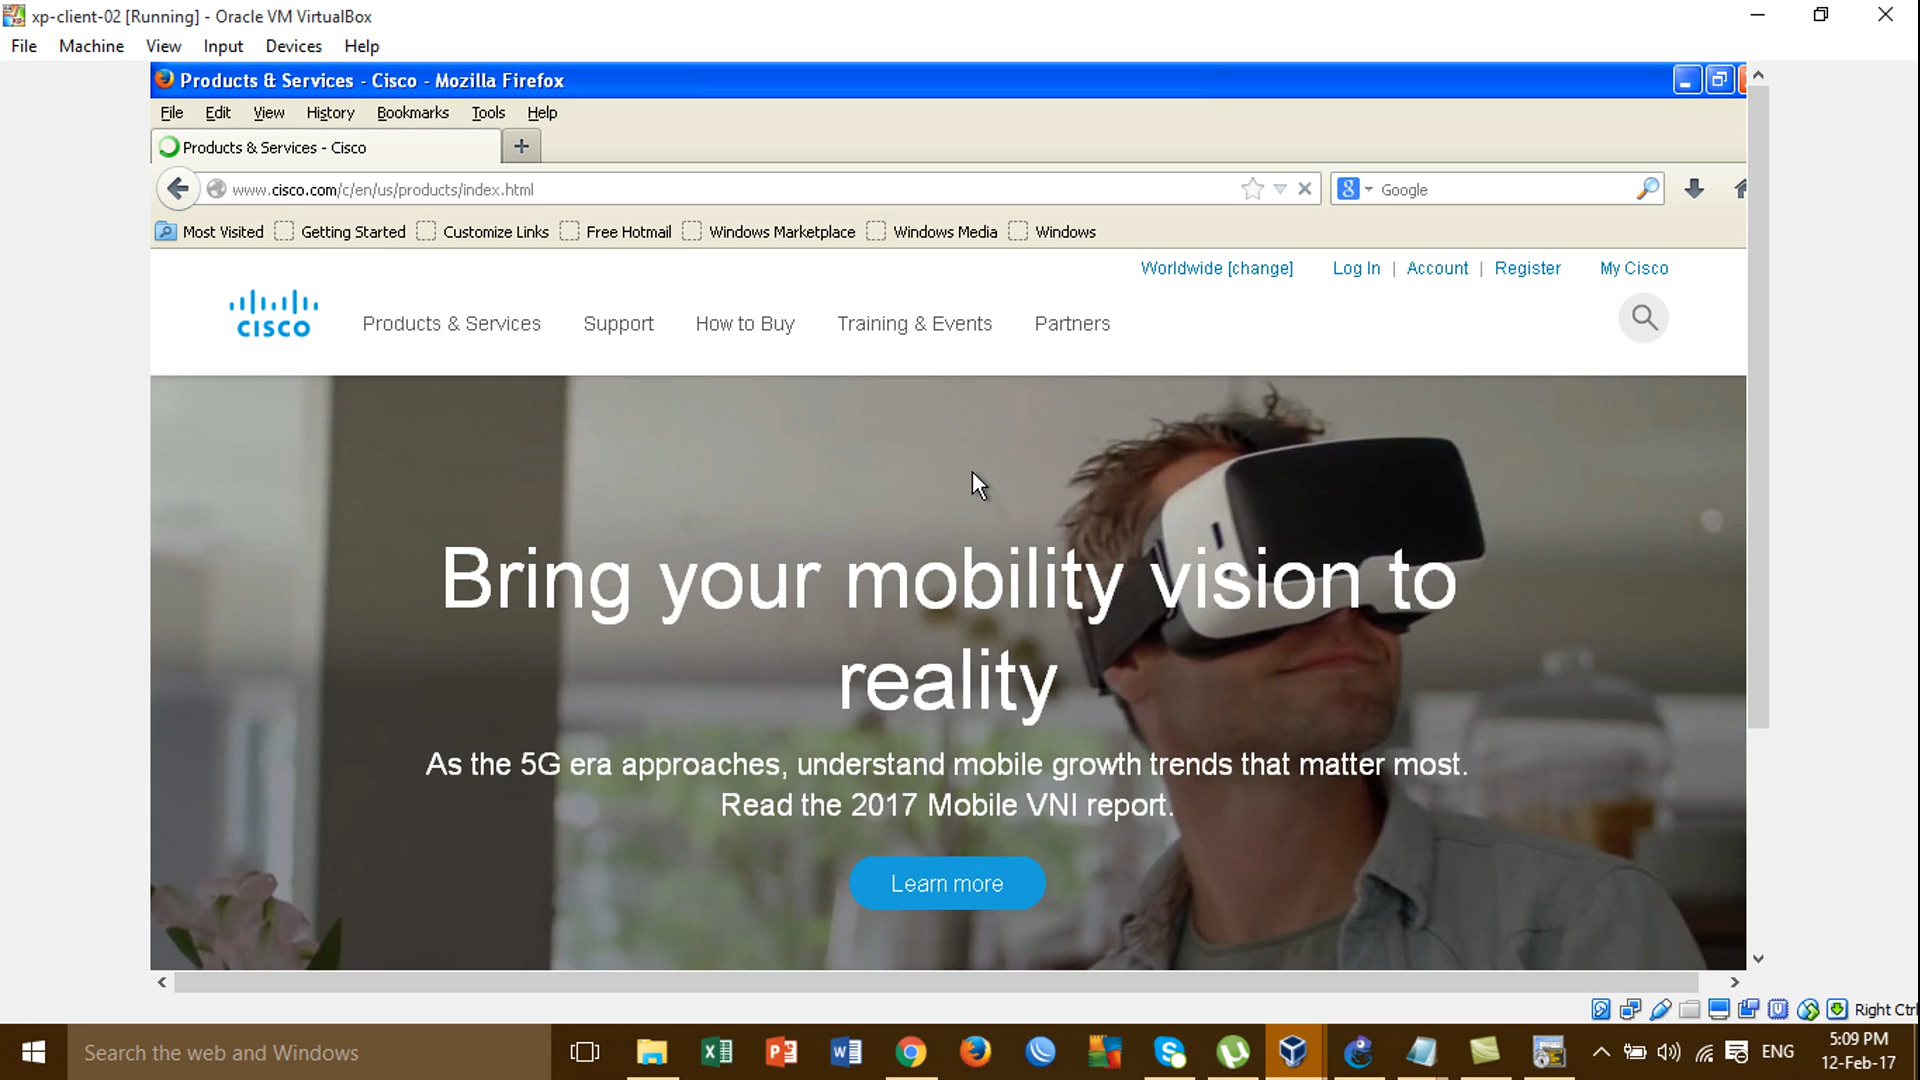 xp-client-02 [Running] - Oracle VM VirtualBox
File Machine View Input Devices Help
Products & Services - Cisco - Mozilla Firefox
File Edit View History Bookmarks Tools Help
Products & Services - Cisco
www.cisco.com/c/en/us/products/index.html
Google
Most Visited Getting Started Customize Links Free Hotmail Windows Marketplace Windows Media Windows
Worldwide [change] Log In | Account | Register My Cisco
CISCO
Products & Services Support How to Buy Training & Events Partners
Bring your mobility vision to
reality
As the 5G era approaches, understand mobile growth trends that matter most.
Read the 2017 Mobile VNI report.
Learn more
Right Ctrl
Search the web and Windows
ENG
5:09 PM
12-Feb-17